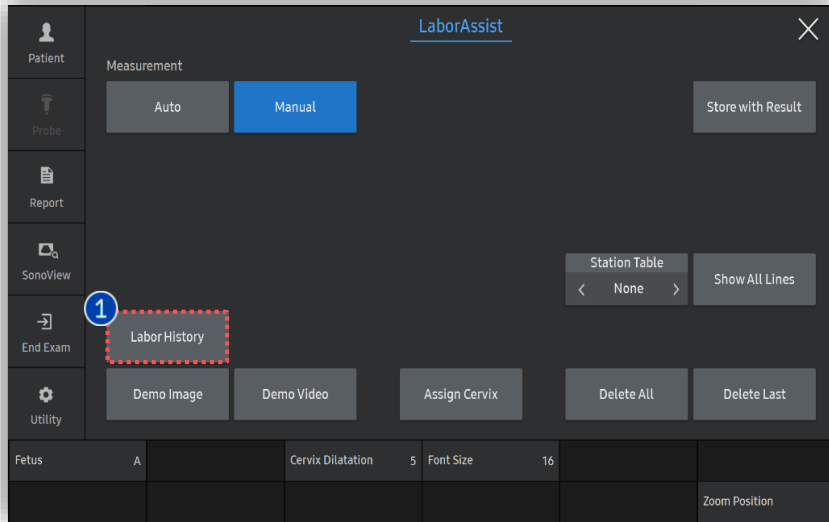 LaborAssist
Patient
Measurement
Auto
Manual
Store with Result
Probe
Report
SonoView
Station Table
< None >
Show All Lines
1
Labor History
End Exam
Demo Image
Demo Video
Assign Cervix
Delete All
Delete Last
Utility
Fetus A
Cervix Dilatation 5
Font Size 16
Zoom Position